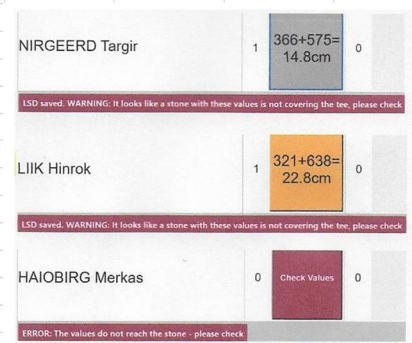 NIRGEERD Targir 1 366+575= 0
14.8cm
LSD saved. WARNING: It looks like a stone with these values is not covering the tee, please check
LIIK Hinrok 1 321+638= 0
22.8cm
LSD saved. WARNING: It looks like a stone with these values is not covering the tee, please check
HAIOBIRG Merkas 0 Check Values 0
ERROR: The values do not reach the stone - please check